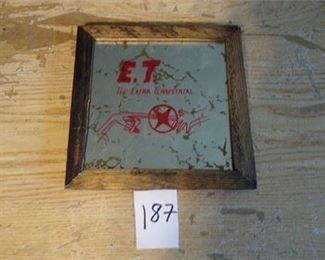 E.T.
The Extra Terrestrial
187